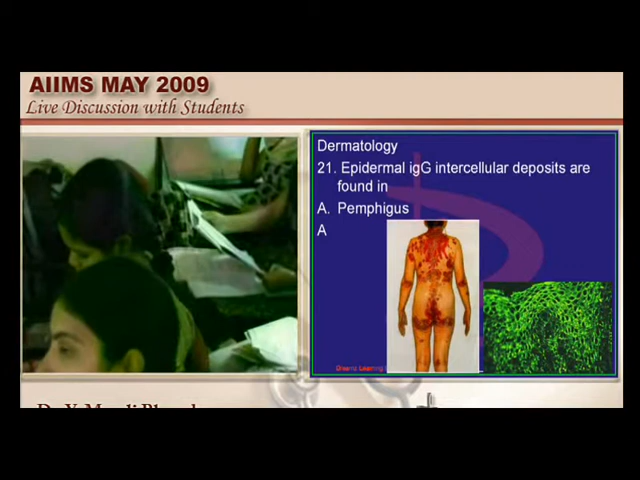 AIIMS MAY 2009
Live Discussion with Students
Dermatology
21. Epidermal igG intercellular deposits are
found in
A. Pemphigus
A